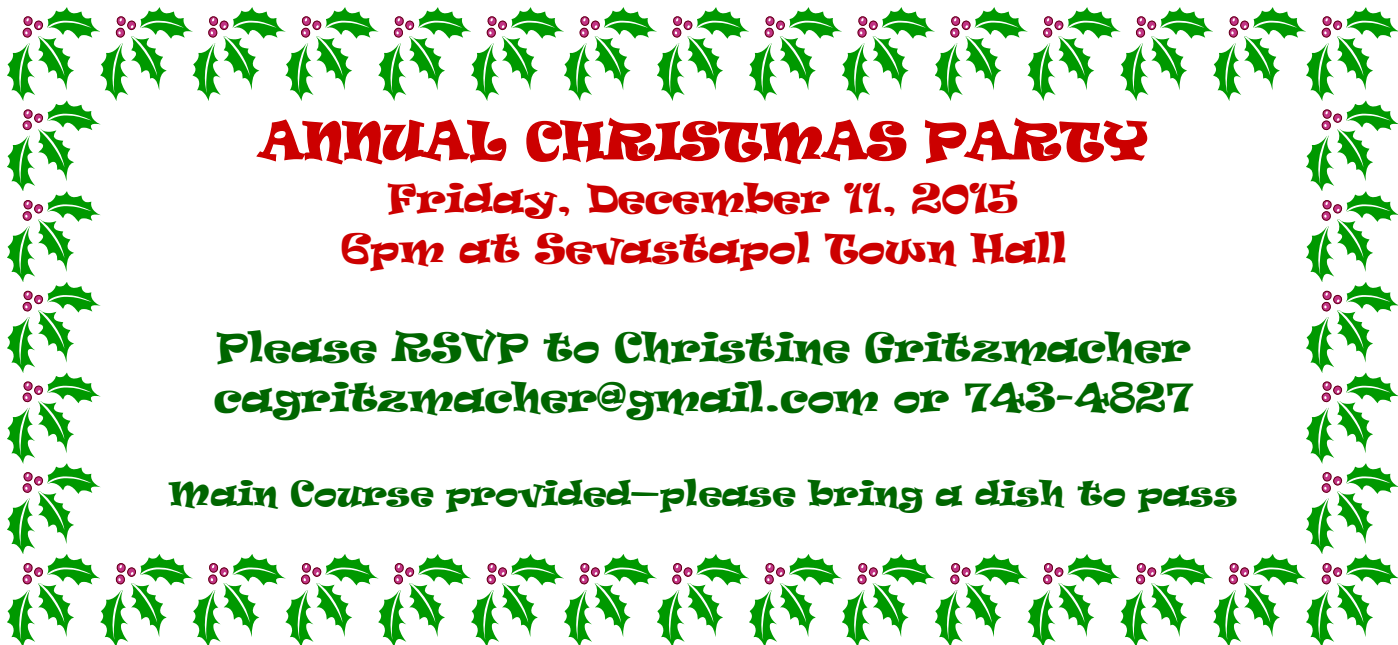 ANNUAL CHRISTMAS PARTY
Friday, December 11, 2015
6pm at Sevastapol Town Hall
Please RSVP to Christine Gritzmacher
cagritzmacher@gmail.com or 743-4827
Main Course provided—please bring a dish to pass